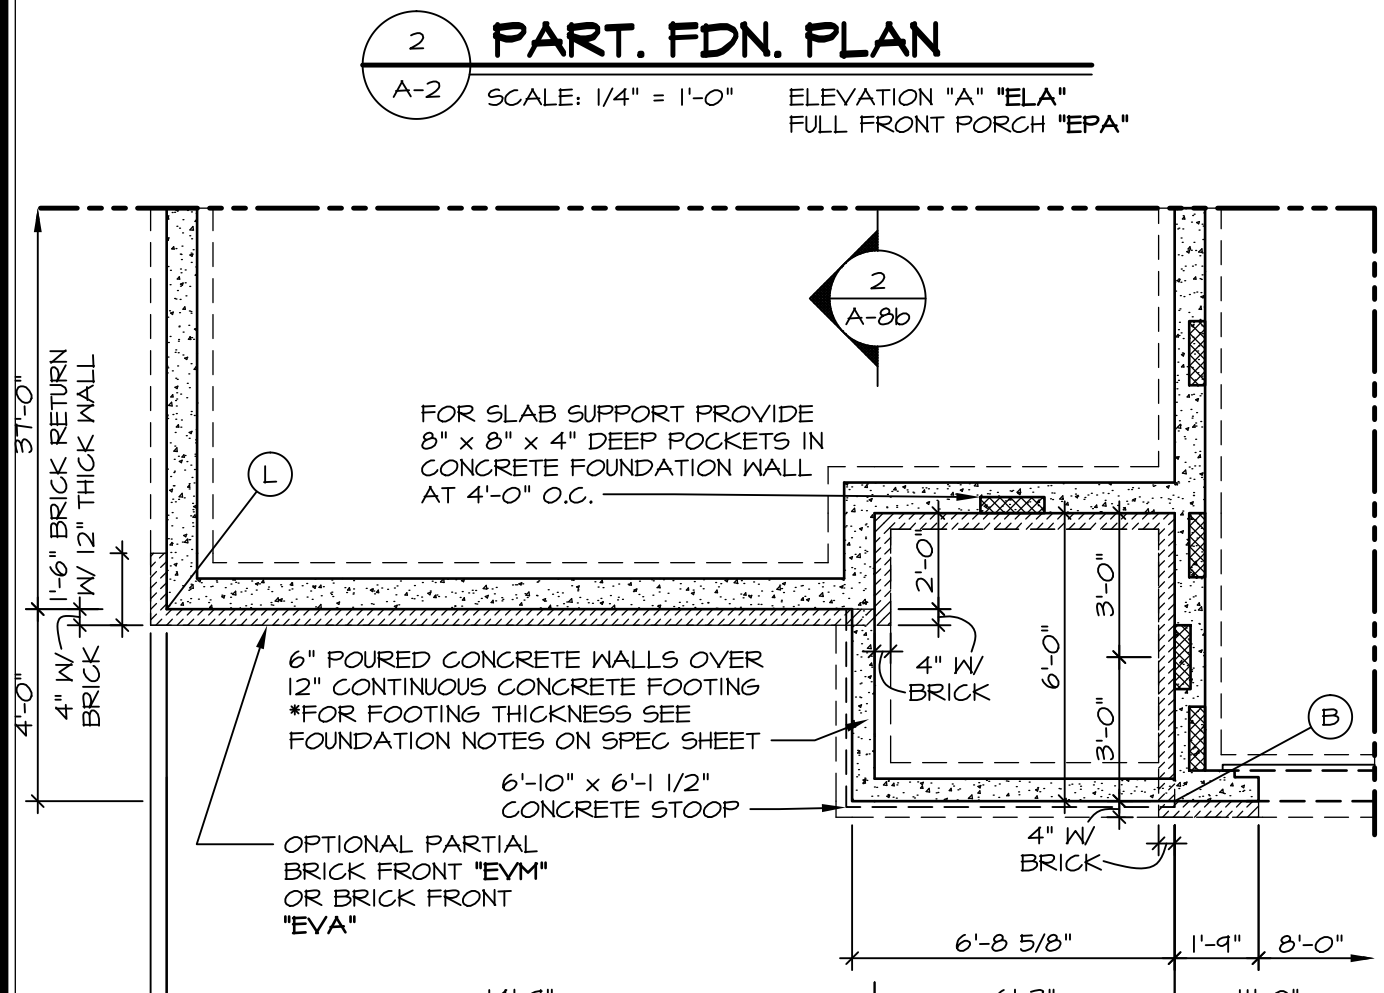 2
A-2
PART. FDN. PLAN
SCALE: 1/4" = 1'-0"
ELEVATION "A" "ELA"
FULL FRONT PORCH "EPA"
2
A-8b
37'-0"
1'-6" BRICK RETURN
W/ 12" THICK WALL
L
FOR SLAB SUPPORT PROVIDE
8" x 8" x 4" DEEP POCKETS IN
CONCRETE FOUNDATION WALL
AT 4'-0" O.C.
2'-0"
3'-0"
6'-0"
3'-0"
4" W/
BRICK
4'-0"
4" W/
BRICK
6" POURED CONCRETE WALLS OVER
12" CONTINUOUS CONCRETE FOOTING
*FOR FOOTING THICKNESS SEE
FOUNDATION NOTES ON SPEC SHEET
B
6'-10" x 6'-1 1/2"
CONCRETE STOOP
4" W/
BRICK
OPTIONAL PARTIAL
BRICK FRONT "EVM"
OR BRICK FRONT
"EVA"
6'-8 5/8"
1'-9"
8'-0"